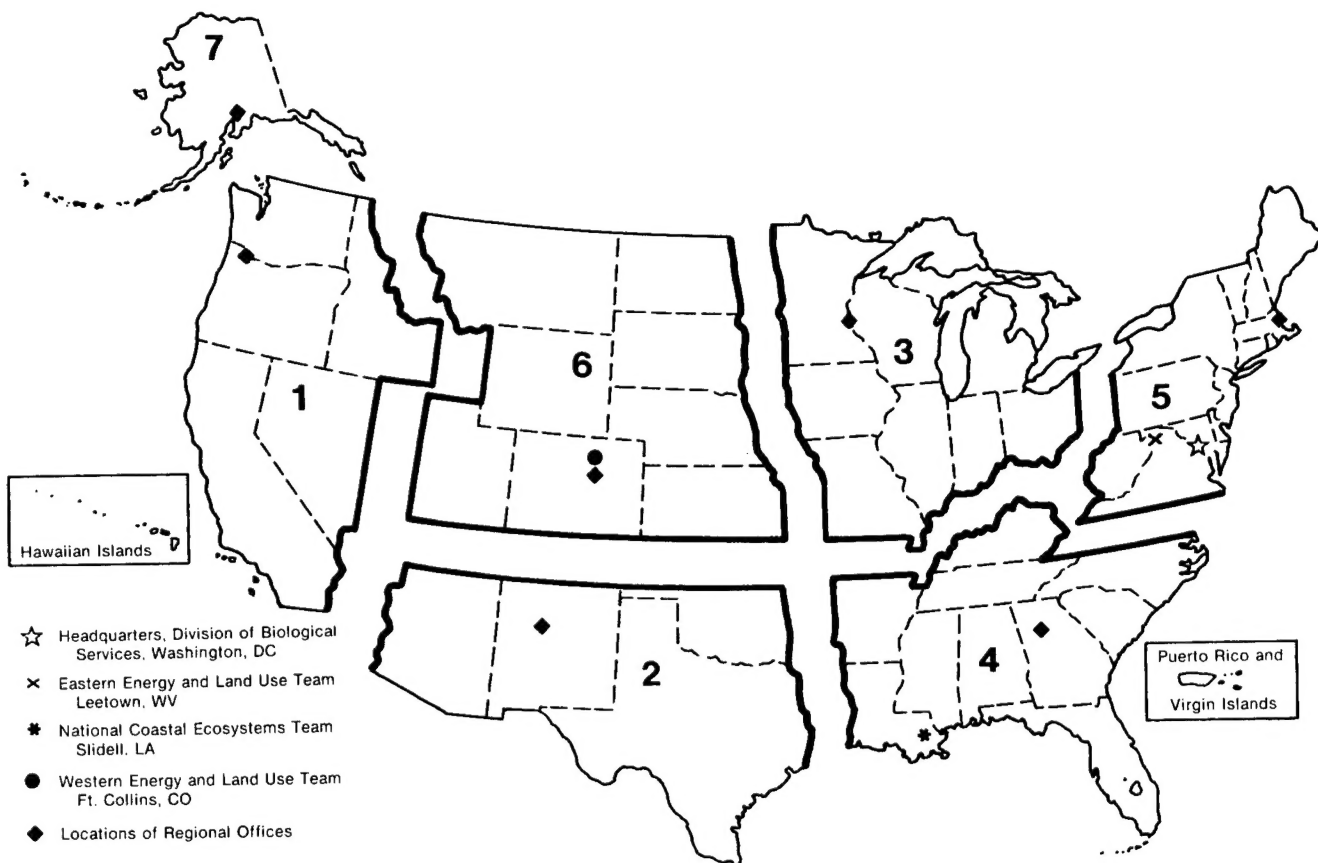 7
6
3
1
5
Hawaiian Islands
2
4
Puerto Rico and
Virgin Islands
☆ Headquarters, Division of Biological
Services, Washington, DC
× Eastern Energy and Land Use Team
Leetown, WV
* National Coastal Ecosystems Team
Slidell, LA
● Western Energy and Land Use Team
Ft. Collins, CO
◆ Locations of Regional Offices